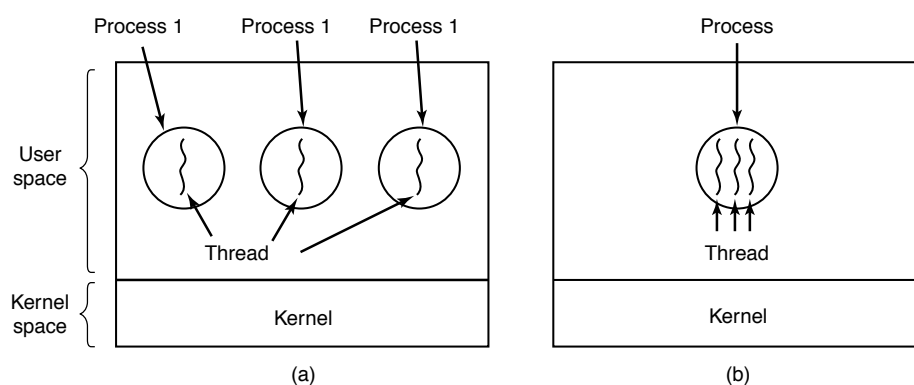 Process 1 Process 1 Process 1 Process
User
space
Thread Thread
Kernel
space
Kernel Kernel
(a) (b)